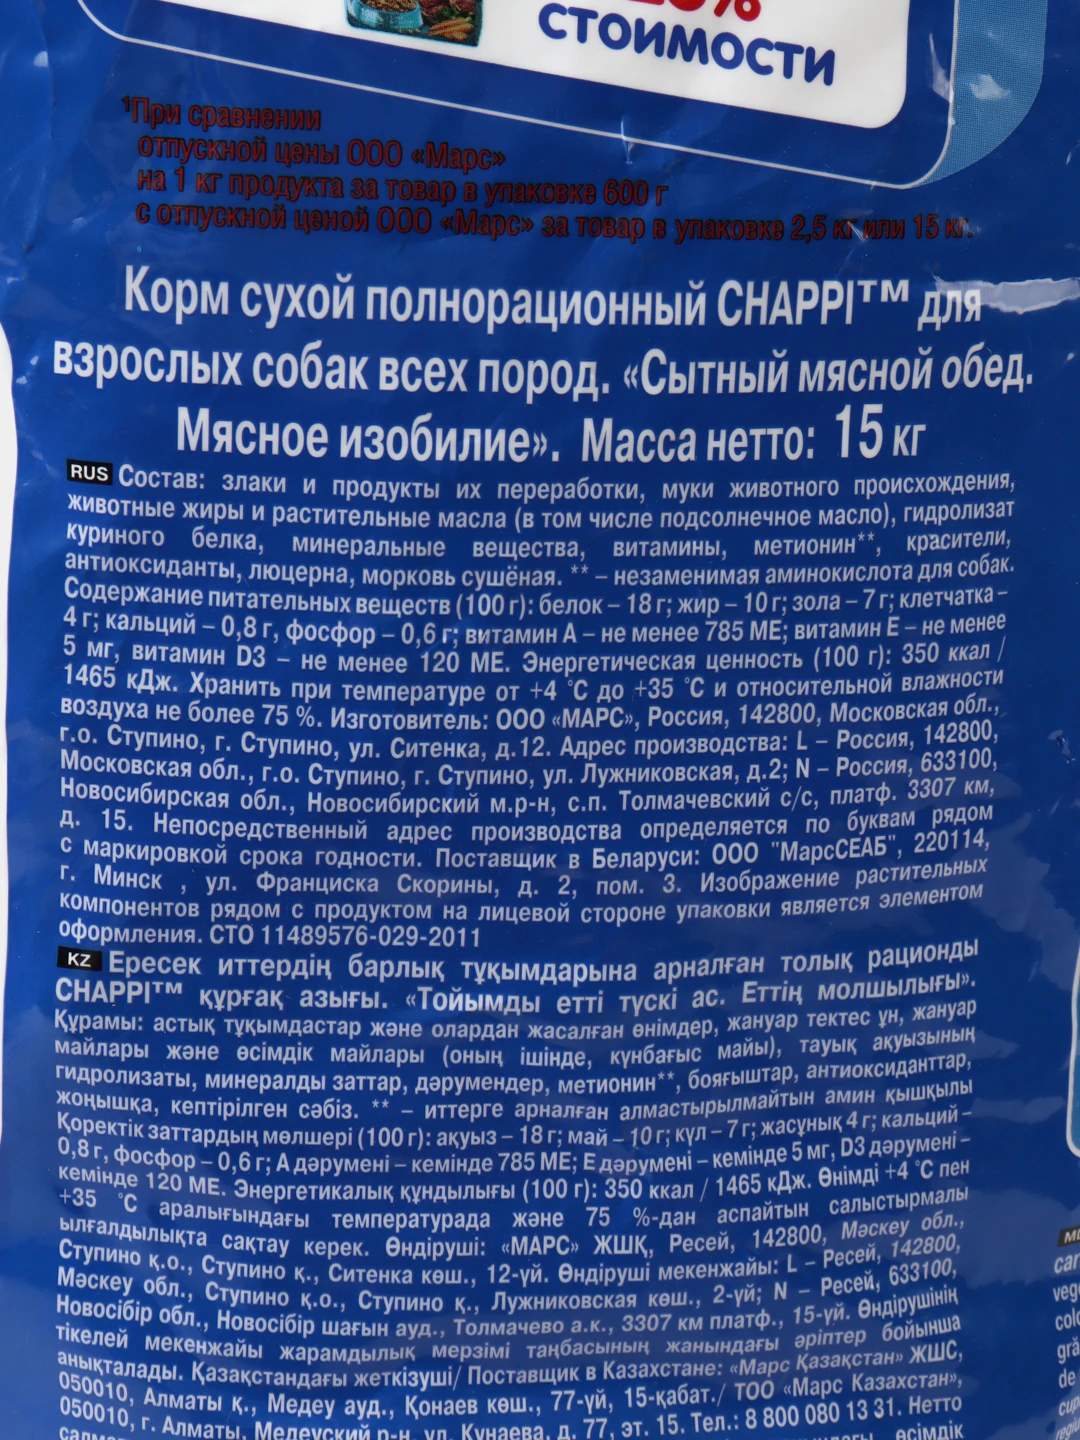 СТОИМОСТИ
¹При сравнении
отпускной цены ООО «Марс»
на 1 кг продукта за товар в упаковке 600 г
с отпускной ценой ООО «Марс» за товар в упаковке 2,5 кг или 15 кг.
Корм сухой полнорационный CHAPPI™ для
взрослых собак всех пород. «Сытный мясной обед.
Мясное изобилие». Масса нетто: 15 кг
RUS Состав: злаки и продукты их переработки, муки животного происхождения,
животные жиры и растительные масла (в том числе подсолнечное масло), гидролизат
куриного белка, минеральные вещества, витамины, метионин**, красители,
антиоксиданты, люцерна, морковь сушёная. ** – незаменимая аминокислота для собак.
Содержание питательных веществ (100 г): белок – 18 г; жир – 10 г; зола – 7 г; клетчатка –
4 г; кальций – 0,8 г, фосфор – 0,6 г; витамин А – не менее 785 МЕ; витамин Е – не менее
5 мг, витамин D3 – не менее 120 МЕ. Энергетическая ценность (100 г): 350 ккал /
1465 кДж. Хранить при температуре от +4 °С до +35 °С и относительной влажности
воздуха не более 75 %. Изготовитель: ООО «МАРС», Россия, 142800, Московская обл.,
г.о. Ступино, г. Ступино, ул. Ситенка, д.12. Адрес производства: L – Россия, 142800,
Московская обл., г.о. Ступино, г. Ступино, ул. Лужниковская, д.2; N – Россия, 633100,
Новосибирская обл., Новосибирский м.р-н, с.п. Толмачевский с/с, платф. 3307 км,
д. 15. Непосредственный адрес производства определяется по буквам рядом
с маркировкой срока годности. Поставщик в Беларуси: ООО "МарсСЕАБ", 220114,
г. Минск , ул. Франциска Скорины, д. 2, пом. 3. Изображение растительных
компонентов рядом с продуктом на лицевой стороне упаковки является элементом
оформления. СТО 11489576-029-2011
KZ Ересек иттердің барлық тұқымдарына арналған толық рационды
CHAPPI™ құрғақ азығы. «Тойымды етті түскі ас. Еттің молшылығы».
Құрамы: астық тұқымдастар және олардан жасалған өнімдер, жануар тектес ұн, жануар
майлары және өсімдік майлары (оның ішінде, күнбағыс майы), тауық ақуызының
гидролизаты, минералды заттар, дәрумендер, метионин**, бояғыштар, антиоксиданттар,
жоңышқа, кептірілген сәбіз. ** – иттерге арналған алмастырылмайтын амин қышқылы
Қоректік заттардың мөлшері (100 г): ақуыз – 18 г; май – 10 г; күл – 7 г; жасұнық 4 г; кальций –
0,8 г, фосфор – 0,6 г; А дәрумені – кемінде 785 МЕ; Е дәрумені – кемінде 5 мг, D3 дәрумені –
кемінде 120 МЕ. Энергетикалық құндылығы (100 г): 350 ккал / 1465 кДж. Өнімді +4 °С пен
+35 °С аралығындағы температурада және 75 %-дан аспайтын салыстырмалы
ылғалдылықта сақтау керек. Өндіруші: «МАРС» ЖШҚ, Ресей, 142800, Мәскеу обл.,
Ступино қ.о., Ступино қ., Ситенка көш., 12-үй. Өндіруші мекенжайы: L – Ресей, 142800,
Мәскеу обл., Ступино қ.о., Ступино қ., Лужниковская көш., 2-үй; N – Ресей, 633100,
Новосібір обл., Новосібір шағын ауд., Толмачево а.к., 3307 км платф., 15-үй. Өндірушінің
тікелей мекенжайы жарамдылық мерзімі таңбасының жанындағы әріптер бойынша
анықталады. Қазақстандағы жеткізуші/ Поставщик в Казахстане: «Марс Қазақстан» ЖШС,
050010, Алматы қ., Медеу ауд., Қонаев көш., 77-үй, 15-қабат./ ТОО «Марс Казахстан»,
050010, г. Алматы, Медеуский р-н, ул. Кунаева, д. 77, эт. 15. Тел.: 8 800 080 13 31. Нетто
өсімдік